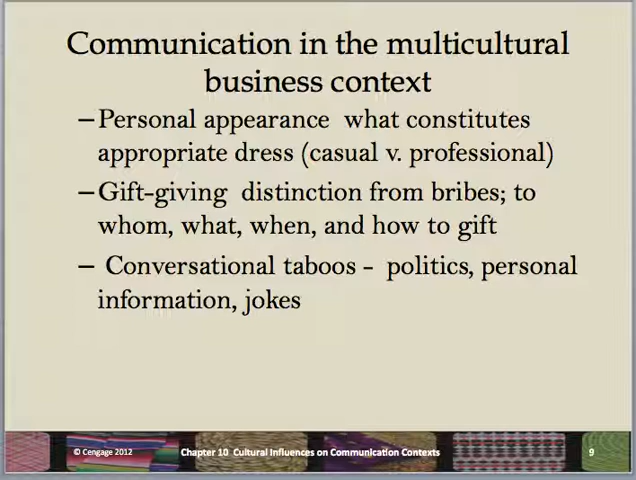 Communication in the multicultural
business context
– Personal appearance what constitutes
appropriate dress (casual v. professional)
– Gift-giving distinction from bribes; to
whom, what, when, and how to gift
– Conversational taboos - politics, personal
information, jokes
© Cengage 2012 Chapter 10 Cultural Influences on Communication Contexts 9